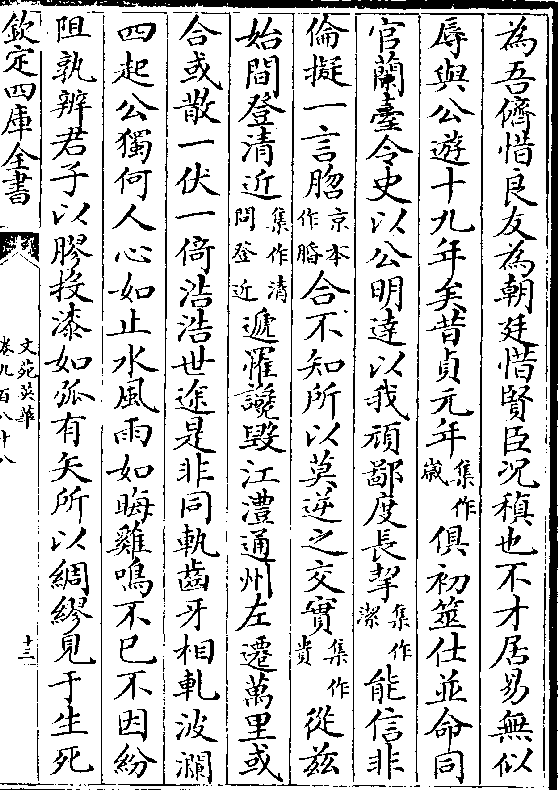 為吾儕惜良友為朝廷惜賢臣况稹也不才居易無似
辱與公遊十九年矣昔貞元年集作歲俱初筮仕並命同
官蘭臺令史以公明達以我頑鄙度長挈集作潔能信非
倫擬一言脗京本作合不知所以莫逆之交實集作貴從兹
始間登清近集作清問登近遞罹讒毀江澧通州左遷萬里或
合或散一伏一倚浩浩世途是非同軌齒牙相軋波瀾
四起公獨何人心如止水風雨如晦雞鳴不已不因紛
阻孰辨君子以膠投漆如弧有矢所以綢繆見于生死
欽定四庫全書
文苑英華
卷九百八十八
十三